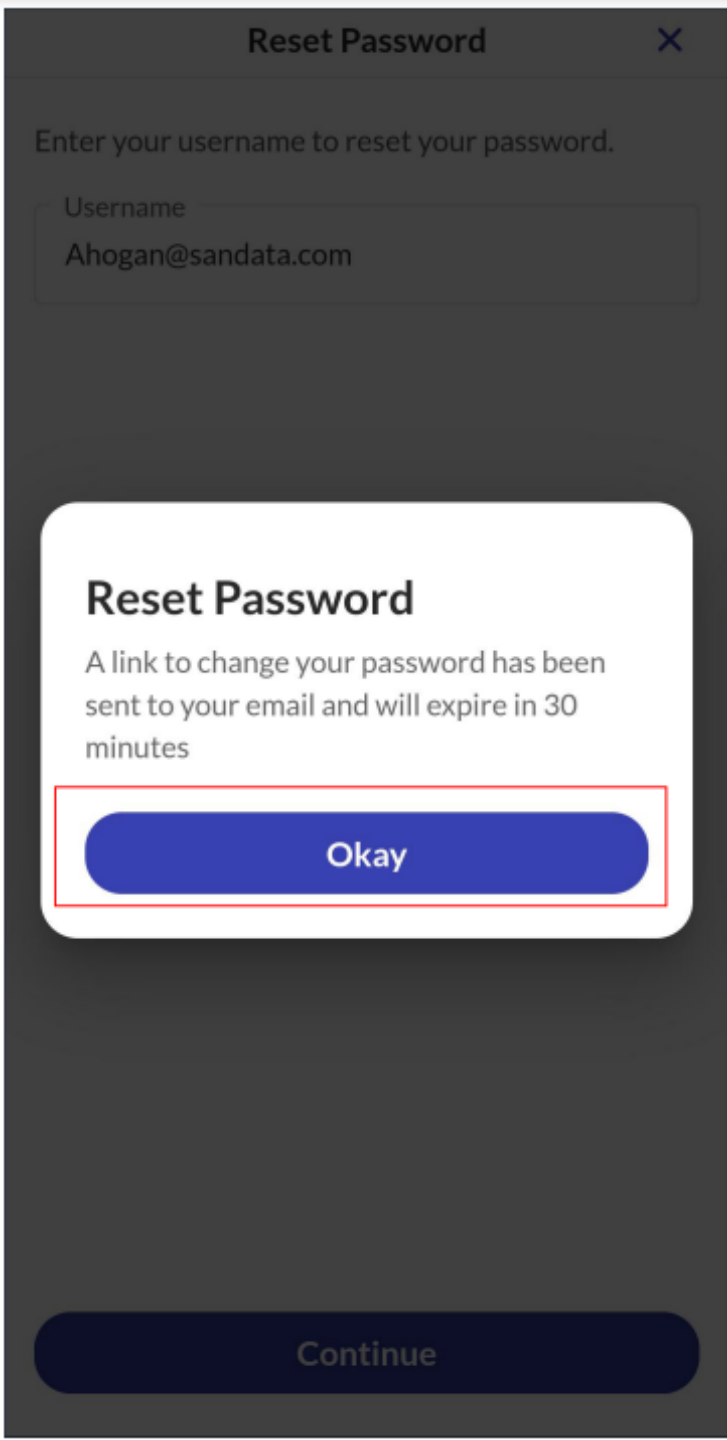 Reset Password
Enter your username to reset your password.
Username
Ahogan@sandata.com
Reset Password
A link to change your password has been
sent to your email and will expire in 30
minutes
Okay
Continue